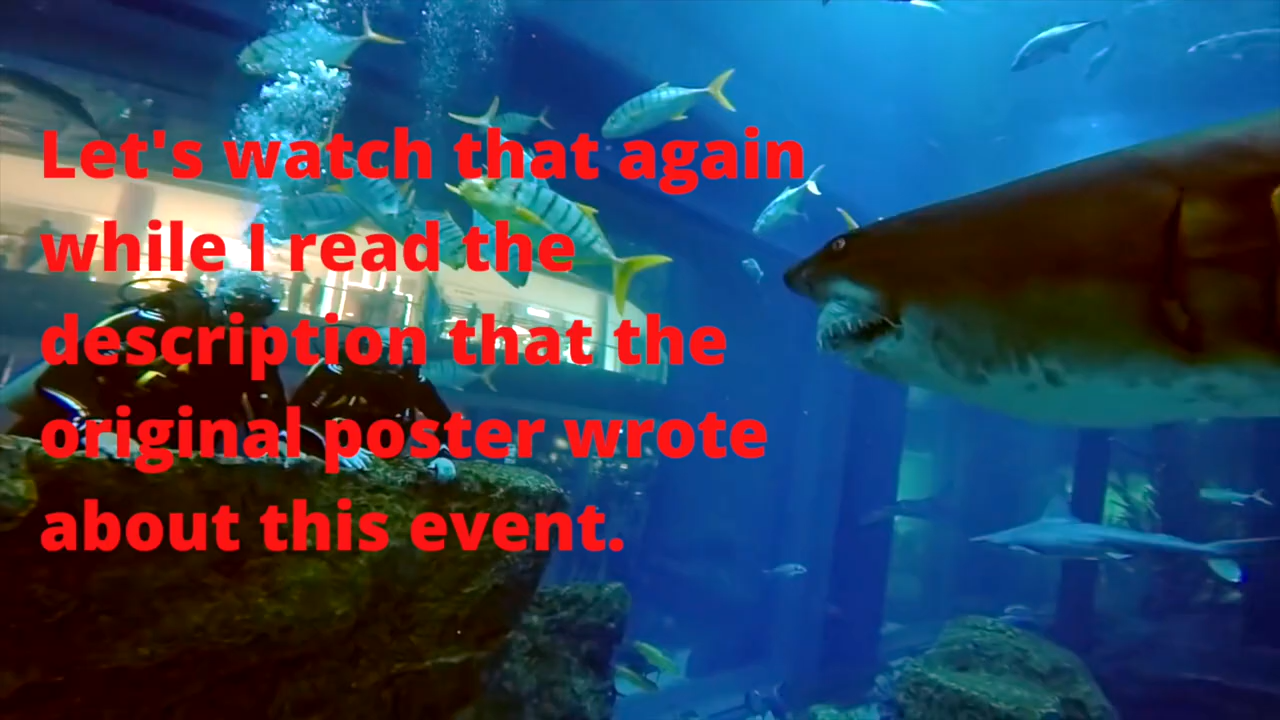 Let's watch that again
while I read the
description that the
original poster wrote
about this event.